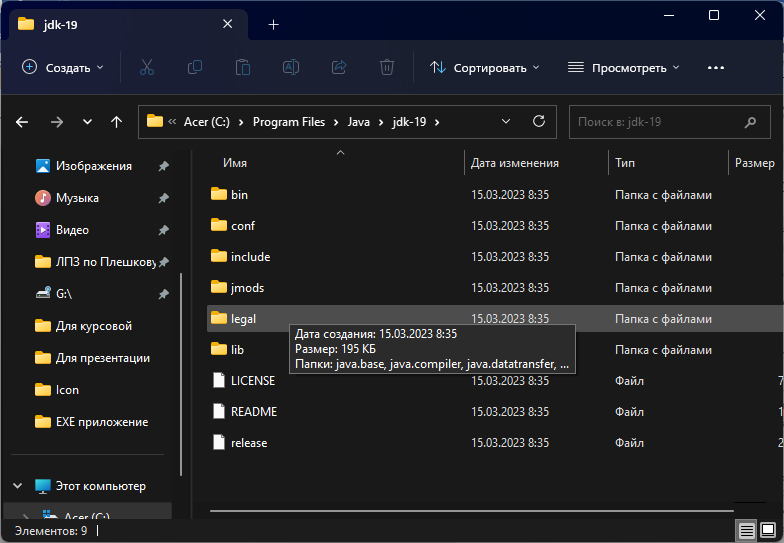 jdk-19
Создать
Сортировать
Просмотреть
« Acer (C:) › Program Files › Java › jdk-19 ›
Поиск в: jdk-19
Имя
Дата изменения
Тип
Размер
Изображения
Музыка
Видео
ЛПЗ по Плешкову
G:\
Для курсовой
Для презентации
Icon
EXE приложение
Этот компьютер
Acer (C:)
bin 15.03.2023 8:35 Папка с файлами
conf 15.03.2023 8:35 Папка с файлами
include 15.03.2023 8:35 Папка с файлами
jmods 15.03.2023 8:35 Папка с файлами
legal 15.03.2023 8:35 Папка с файлами
Дата создания: 15.03.2023 8:35
Размер: 195 КБ
Папки: java.base, java.compiler, java.datatransfer, ...
lib Папка с файлами
LICENSE 15.03.2023 8:35 Файл 7
README 15.03.2023 8:35 Файл
release 15.03.2023 8:35 Файл
Элементов: 9